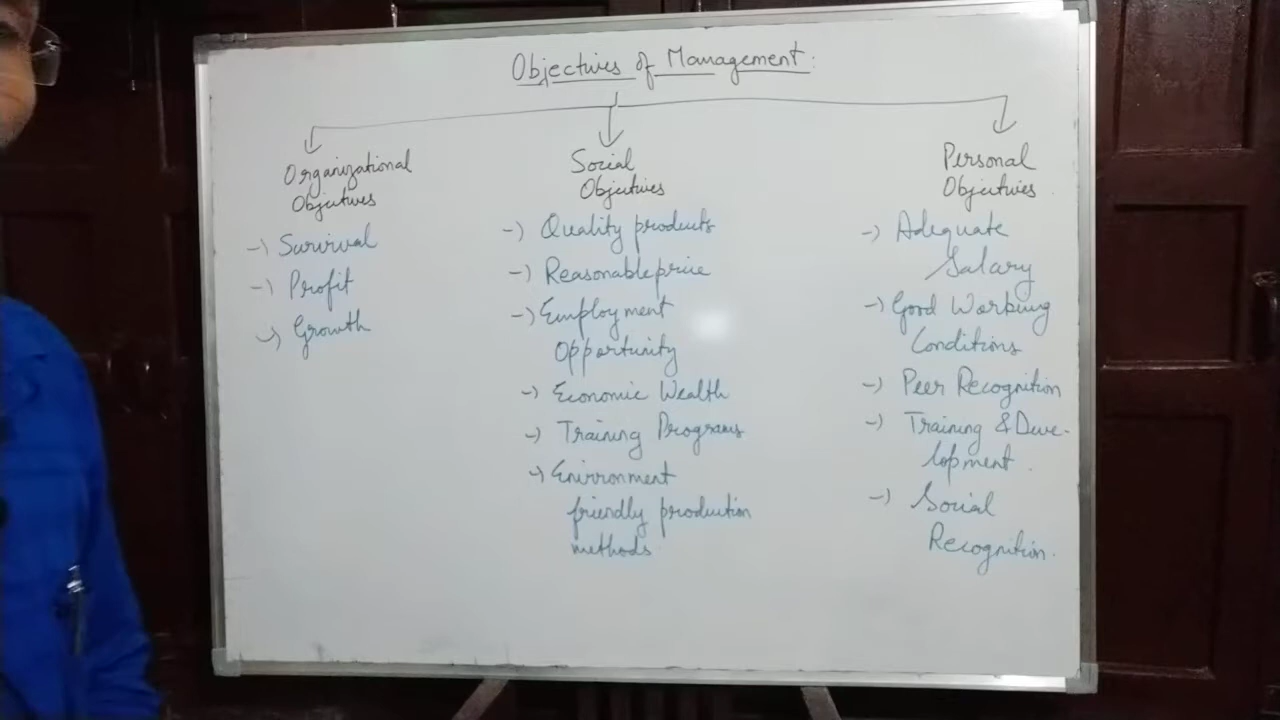 Objectives of Management:
Organizational
Objectives
-) Survival
-) Profit
-) Growth
Social
Objectives
-) Quality products
-) Reasonable price
-) Employment
Opportunity
-) Economic Wealth
-) Training Programs
-) Environment
friendly production
methods.
Personal
Objectives.
-) Adequate
Salary
-) Good Working
Conditions
-) Peer Recognition
-) Training & Deve-
lopment.
-) Social
Recognition.